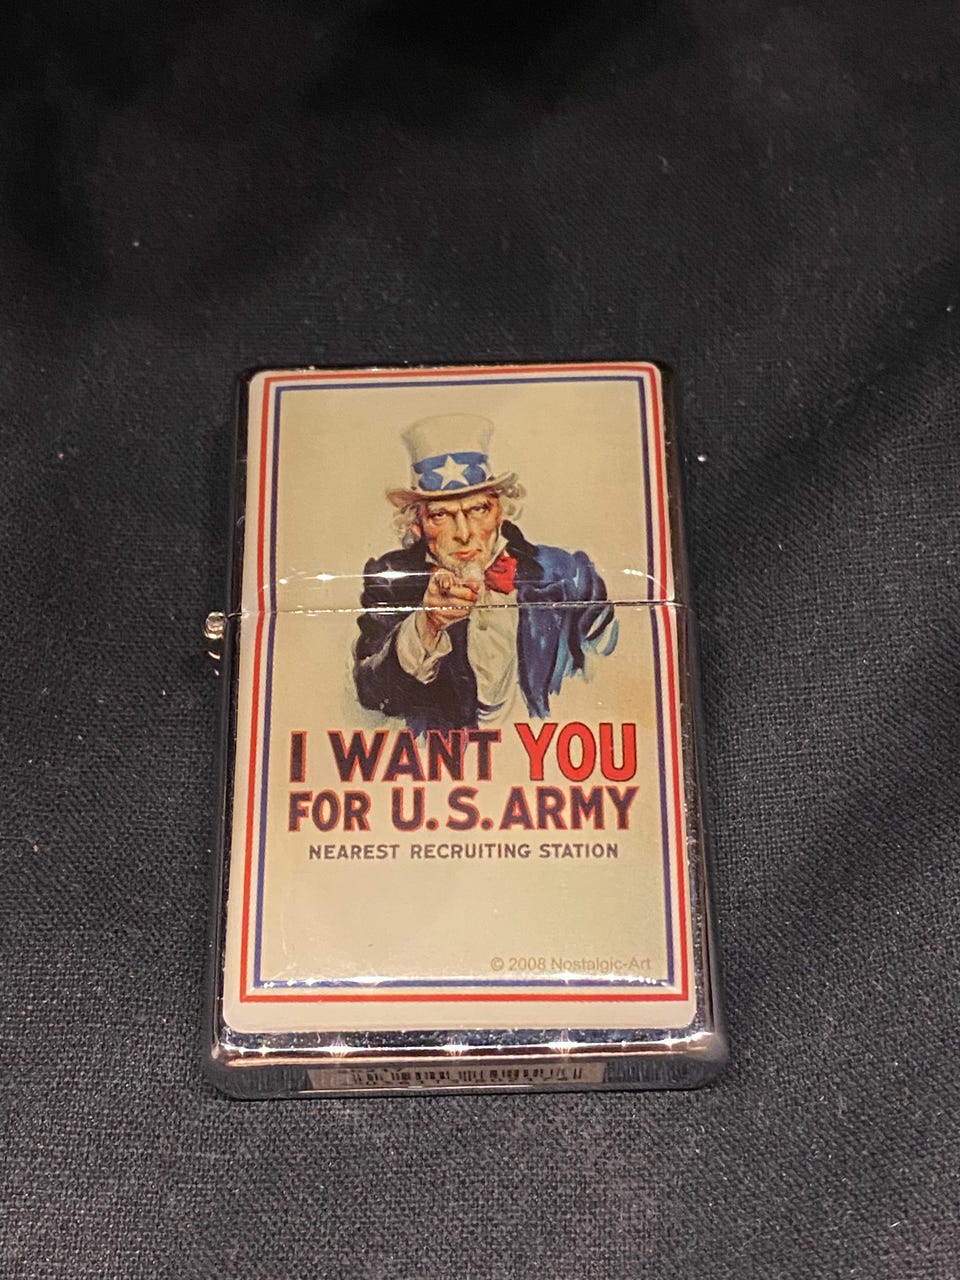 I WANT YOU
FOR U.S. ARMY
NEAREST RECRUITING STATION
© 2008 Nostalgic-Art